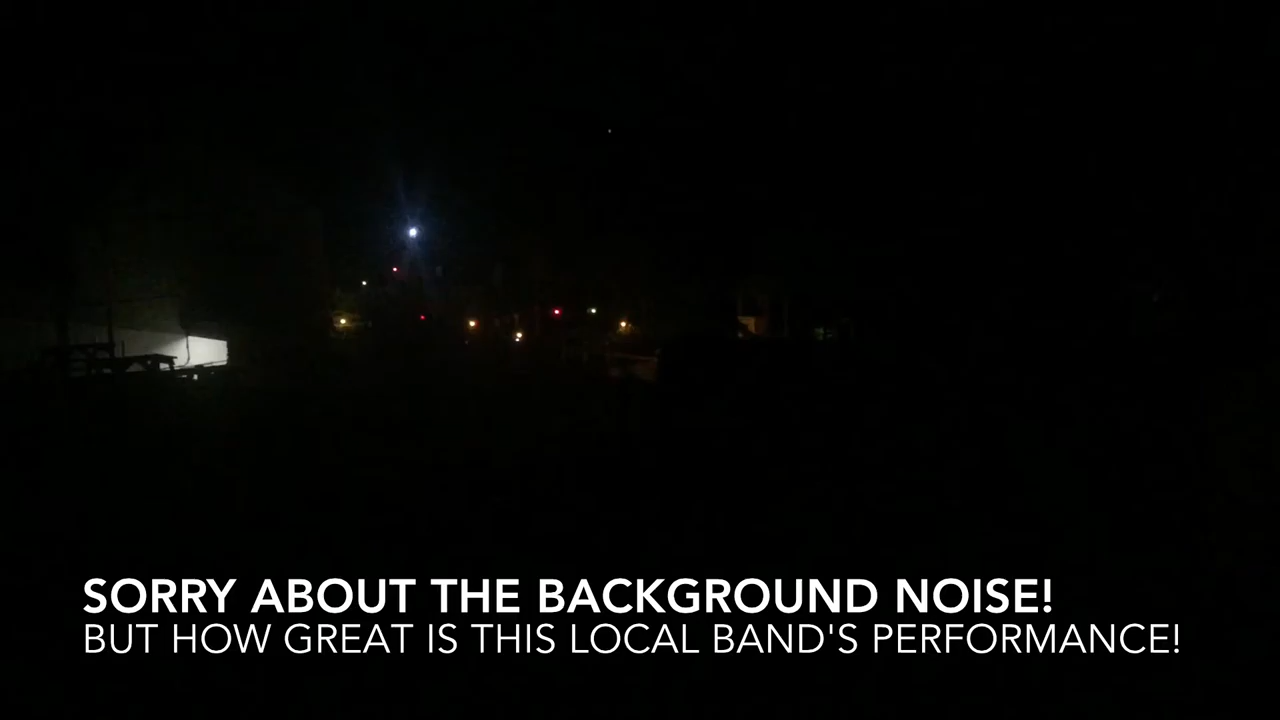 SORRY ABOUT THE BACKGROUND NOISE!
BUT HOW GREAT IS THIS LOCAL BAND'S PERFORMANCE!